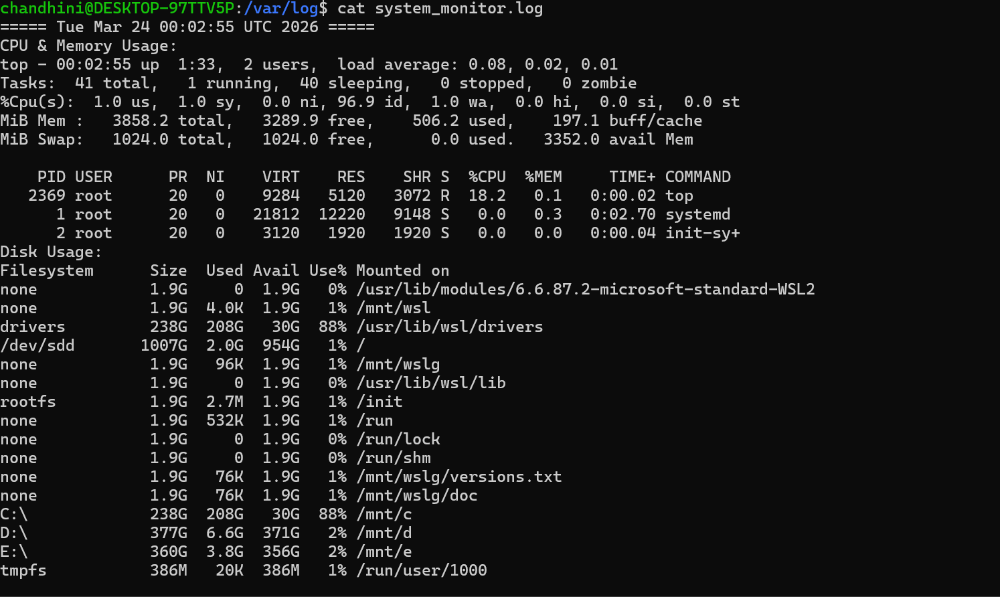 chandhini@DESKTOP-97TTV5P:/var/log$ cat system_monitor.log
===== Tue Mar 24 00:02:55 UTC 2026 =====
CPU & Memory Usage:
top - 00:02:55 up  1:33,  2 users,  load average: 0.08, 0.02, 0.01
Tasks:  41 total,   1 running,  40 sleeping,   0 stopped,   0 zombie
%Cpu(s):  1.0 us,  1.0 sy,  0.0 ni, 96.9 id,  1.0 wa,  0.0 hi,  0.0 si,  0.0 st
MiB Mem :   3858.2 total,   3289.9 free,    506.2 used,    197.1 buff/cache
MiB Swap:   1024.0 total,   1024.0 free,      0.0 used.   3352.0 avail Mem

    PID USER      PR  NI    VIRT    RES    SHR S  %CPU  %MEM     TIME+ COMMAND
   2369 root      20   0    9284   5120   3072 R  18.2   0.1   0:00.02 top
      1 root      20   0   21812  12220   9148 S   0.0   0.3   0:02.70 systemd
      2 root      20   0    3120   1920   1920 S   0.0   0.0   0:00.04 init-sy+
Disk Usage:
Filesystem      Size  Used Avail Use% Mounted on
none            1.9G     0  1.9G   0% /usr/lib/modules/6.6.87.2-microsoft-standard-WSL2
none            1.9G  4.0K  1.9G   1% /mnt/wsl
drivers         238G  208G   30G  88% /usr/lib/wsl/drivers
/dev/sdd       1007G  2.0G  954G   1% /
none            1.9G   96K  1.9G   1% /mnt/wslg
none            1.9G     0  1.9G   0% /usr/lib/wsl/lib
rootfs          1.9G  2.7M  1.9G   1% /init
none            1.9G  532K  1.9G   1% /run
none            1.9G     0  1.9G   0% /run/lock
none            1.9G     0  1.9G   0% /run/shm
none            1.9G   76K  1.9G   1% /mnt/wslg/versions.txt
none            1.9G   76K  1.9G   1% /mnt/wslg/doc
C:\             238G  208G   30G  88% /mnt/c
D:\             377G  6.6G  371G   2% /mnt/d
E:\             360G  3.8G  356G   2% /mnt/e
tmpfs           386M   20K  386M   1% /run/user/1000